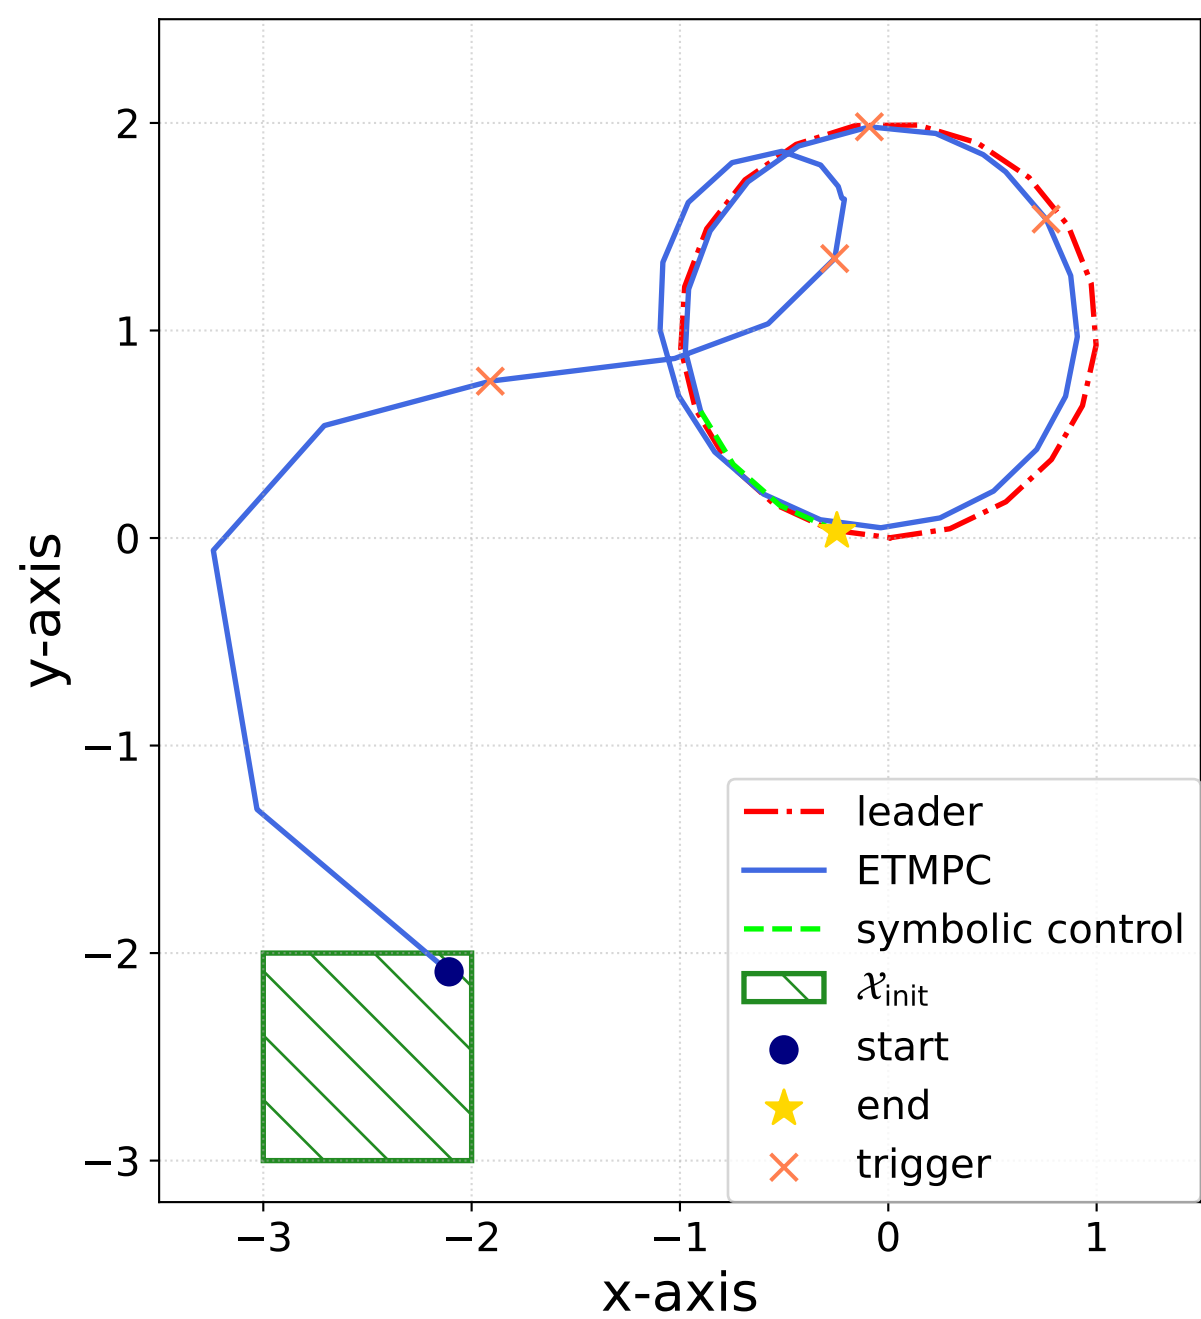 2
1
0
−1
−2
−3
y-axis
−3
−2
−1
0
1
x-axis
leader
ETMPC
symbolic control
𝒳init
start
end
trigger